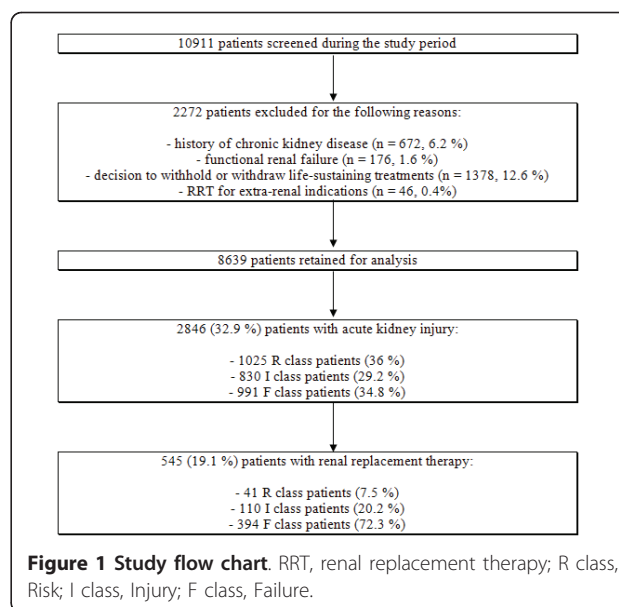 10911 patients screened during the study period
2272 patients excluded for the following reasons:
- history of chronic kidney disease (n = 672, 6.2 %)
- functional renal failure (n = 176, 1.6 %)
- decision to withhold or withdraw life-sustaining treatments (n = 1378, 12.6 %)
- RRT for extra-renal indications (n = 46, 0.4%)
8639 patients retained for analysis
2846 (32.9 %) patients with acute kidney injury:
- 1025 R class patients (36 %)
- 830 I class patients (29.2 %)
- 991 F class patients (34.8 %)
545 (19.1 %) patients with renal replacement therapy:
- 41 R class patients (7.5 %)
- 110 I class patients (20.2 %)
- 394 F class patients (72.3 %)
Figure 1 Study flow chart. RRT, renal replacement therapy; R class,
Risk; I class, Injury; F class, Failure.